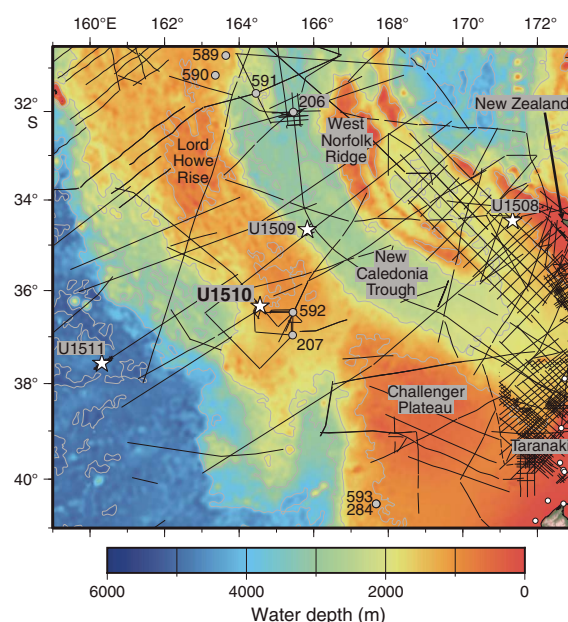 160°E 162° 164° 166° 168° 170° 172°
32°
S
34°
36°
38°
40°
589
590
591
206
New Zealand
West
Norfolk
Ridge
Lord
Howe
Rise
U1508
U1509
New
Caledonia
Trough
U1510
592
207
U1511
Challenger
Plateau
Taranaki
593
284
6000 4000 2000 0
Water depth (m)